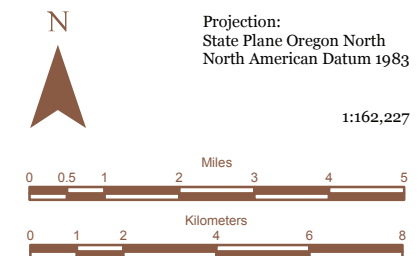 N
Projection:
State Plane Oregon North
North American Datum 1983
1:162,227
Miles
0 0.5 1 2 3 4 5
Kilometers
0 1 2 4 6 8